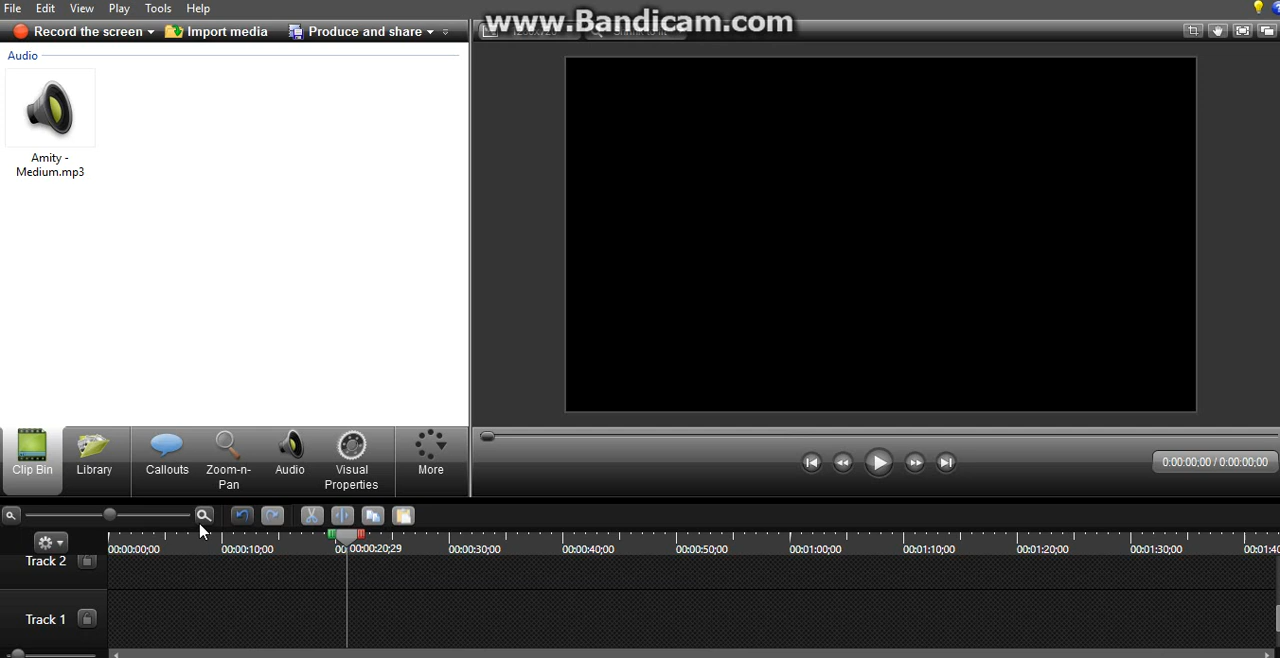 File Edit View Play Tools Help
www.Bandicam.com
Record the screen Import media Produce and share
Audio
Amity -
Medium.mp3
Clip Bin Library Callouts Zoom-n-
Pan Audio Visual
Properties More
0:00:00;00 / 0:00:00;00
00:00:00;00 00:00:10;00 00:00:20;29 00:00:30;00 00:00:40;00 00:00:50;00 00:01:00;00 00:01:10;00 00:01:20;00 00:01:30;00
Track 2
Track 1